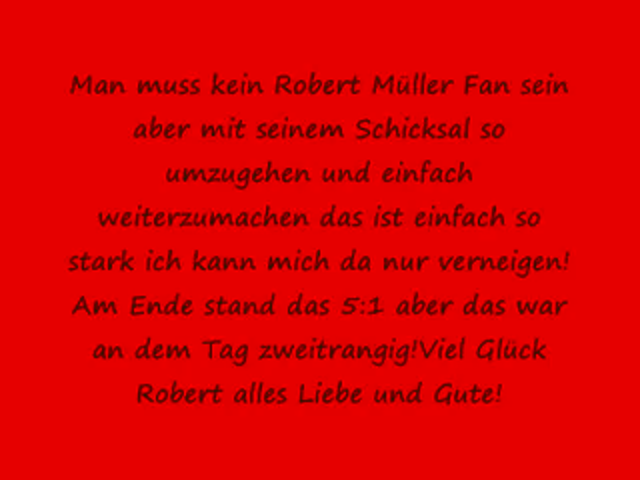 Man muss kein Robert Müller Fan sein
aber mit seinem Schicksal so
umzugehen und einfach
weiterzumachen das ist einfach so
stark ich kann mich da nur verneigen!
Am Ende stand das 5:1 aber das war
an dem Tag zweitrangig!Viel Glück
Robert alles Liebe und Gute!